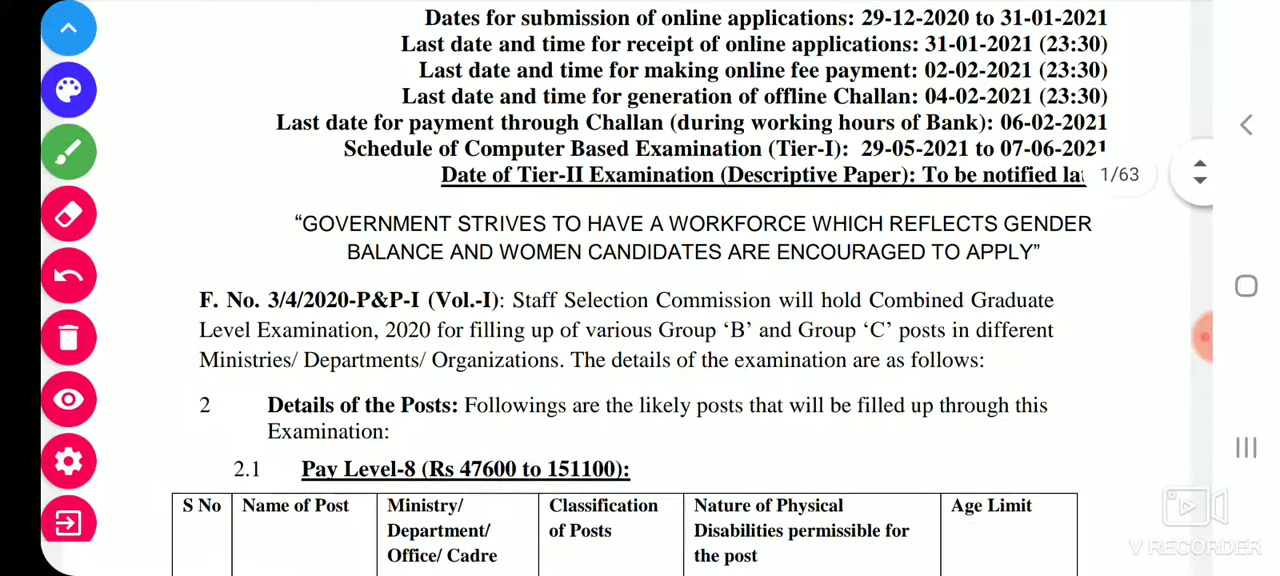 Dates for submission of online applications: 29-12-2020 to 31-01-2021
Last date and time for receipt of online applications: 31-01-2021 (23:30)
Last date and time for making online fee payment: 02-02-2021 (23:30)
Last date and time for generation of offline Challan: 04-02-2021 (23:30)
Last date for payment through Challan (during working hours of Bank): 06-02-2021
Schedule of Computer Based Examination (Tier-I): 29-05-2021 to 07-06-2021
Date of Tier-II Examination (Descriptive Paper): To be notified
1/63
“GOVERNMENT STRIVES TO HAVE A WORKFORCE WHICH REFLECTS GENDER
BALANCE AND WOMEN CANDIDATES ARE ENCOURAGED TO APPLY”
F. No. 3/4/2020-P&P-I (Vol.-I): Staff Selection Commission will hold Combined Graduate
Level Examination, 2020 for filling up of various Group ‘B’ and Group ‘C’ posts in different
Ministries/ Departments/ Organizations. The details of the examination are as follows:
2 Details of the Posts: Followings are the likely posts that will be filled up through this
Examination:
2.1 Pay Level-8 (Rs 47600 to 151100):
S No
Name of Post
Ministry/
Department/
Office/ Cadre
Classification
of Posts
Nature of Physical
Disabilities permissible for
the post
Age Limit
V RECORDER